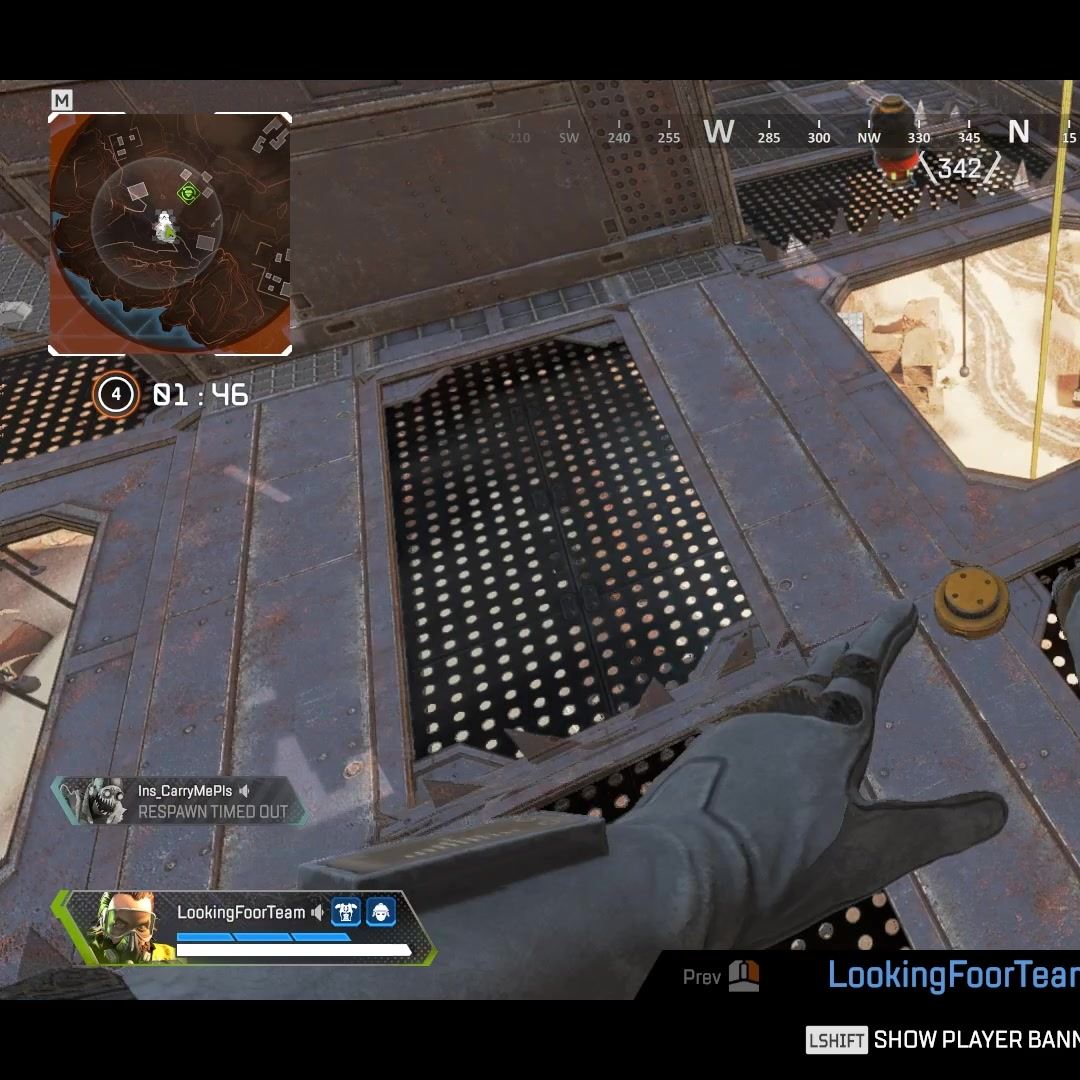 M
210 SW 240 255 W 285 300 NW 330 345 N 15
342
4 01:46
Ins_CarryMePls
RESPAWN TIMED OUT
LookingFoorTeam
Prev LookingFoorTeam
LSHIFT SHOW PLAYER BANN